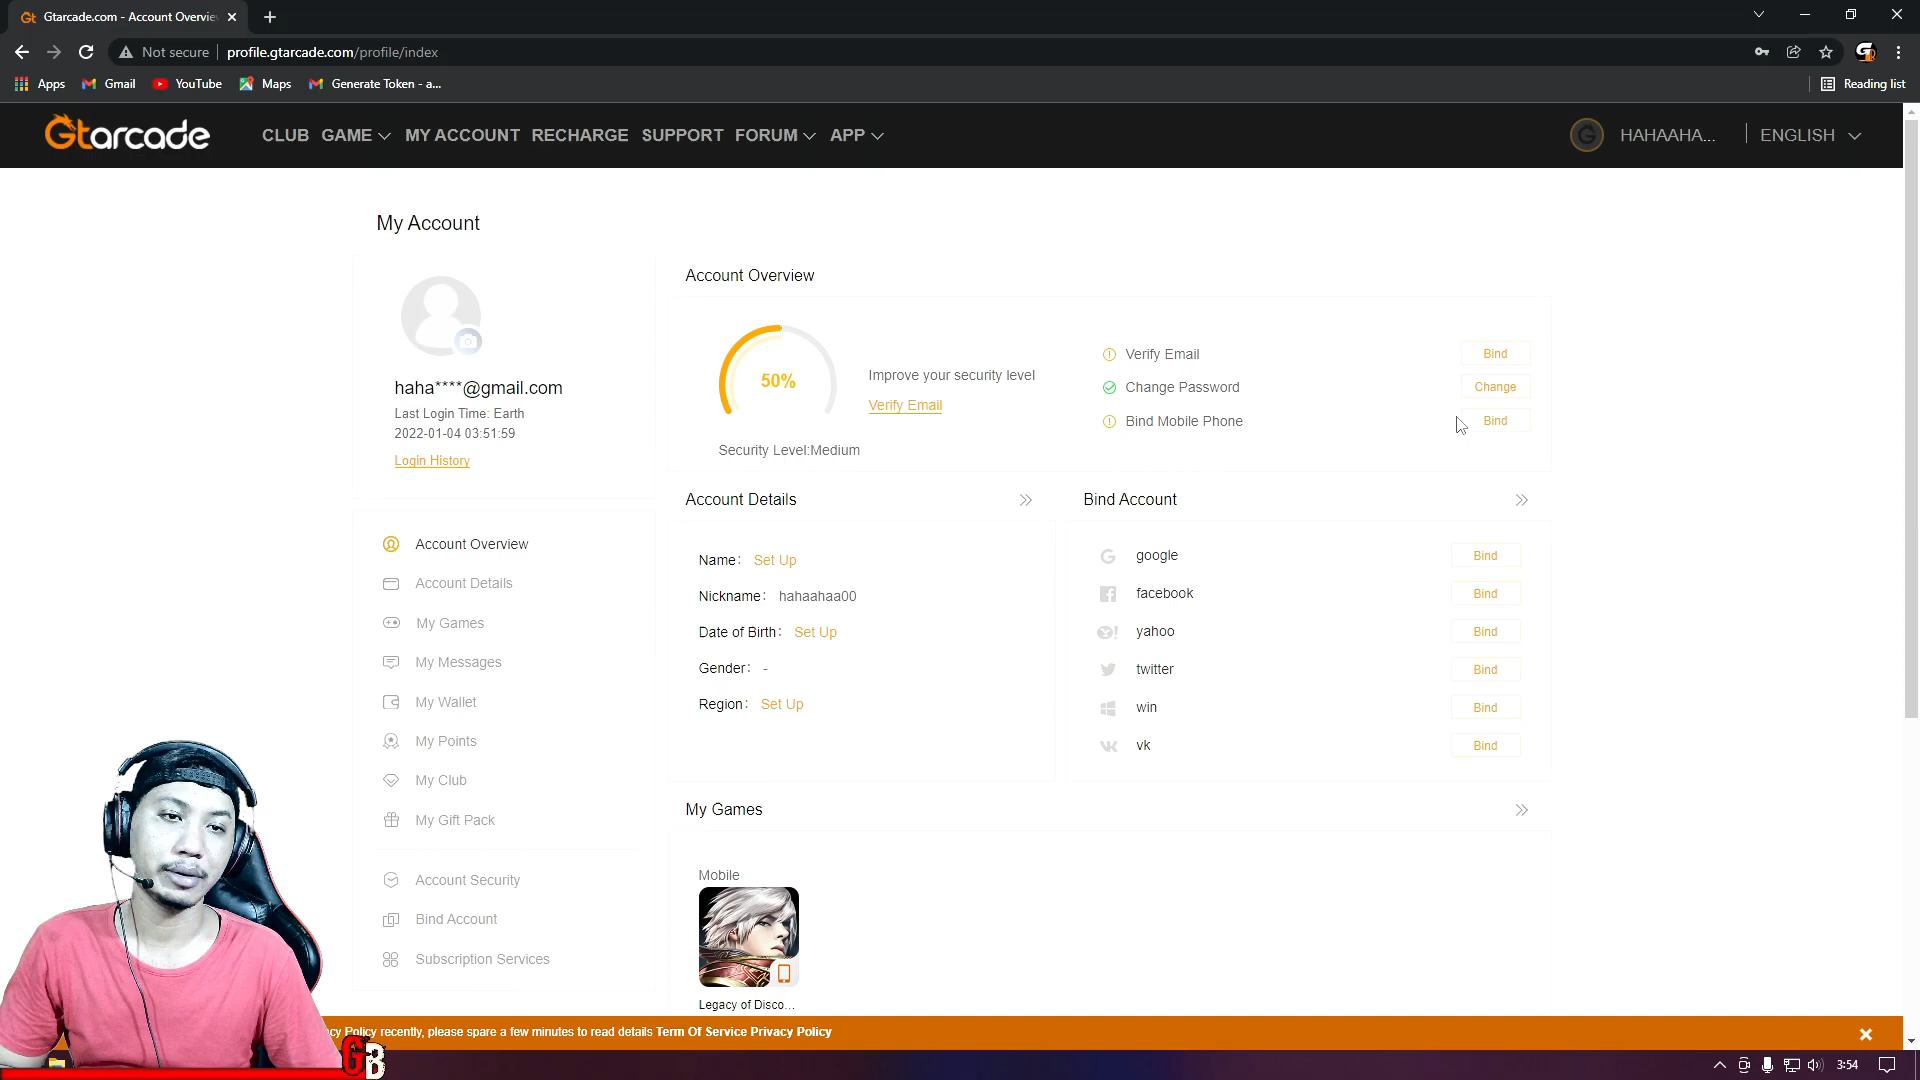 Gtarcade.com - Account Overvie
Not secure
profile.gtarcade.com/profile/index
Apps
Gmail
YouTube
Maps
Generate Token - a...
Reading list
Gtarcade
CLUB
GAME
MY ACCOUNT
RECHARGE
SUPPORT
FORUM
APP
HAHAAHA...
ENGLISH
My Account
haha****@gmail.com
Last Login Time: Earth
2022-01-04 03:51:59
Login History
Account Overview
Account Details
My Games
My Messages
My Wallet
My Points
My Club
My Gift Pack
Account Security
Bind Account
Subscription Services
Account Overview
50%
Security Level:Medium
Improve your security level
Verify Email
Verify Email Bind
Change Password Change
Bind Mobile Phone Bind
Account Details
Name: Set Up
Nickname: hahaahaa00
Date of Birth: Set Up
Gender: -
Region: Set Up
Bind Account
google Bind
facebook Bind
yahoo Bind
twitter Bind
win Bind
vk Bind
My Games
Mobile
Legacy of Disco...
Policy recently, please spare a few minutes to read details Term Of Service Privacy Policy
GB
3:54